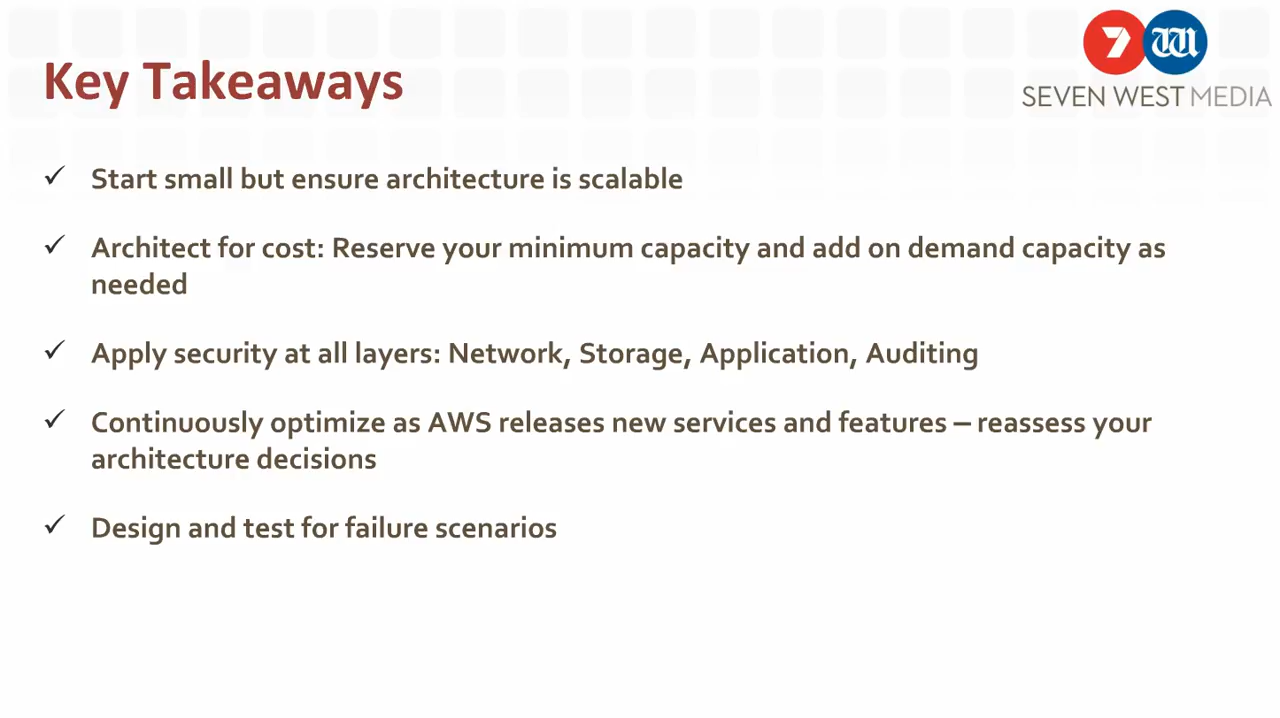 Key Takeaways
7 W
SEVEN WEST MEDIA
✓ Start small but ensure architecture is scalable
✓ Architect for cost: Reserve your minimum capacity and add on demand capacity as
needed
✓ Apply security at all layers: Network, Storage, Application, Auditing
✓ Continuously optimize as AWS releases new services and features – reassess your
architecture decisions
✓ Design and test for failure scenarios